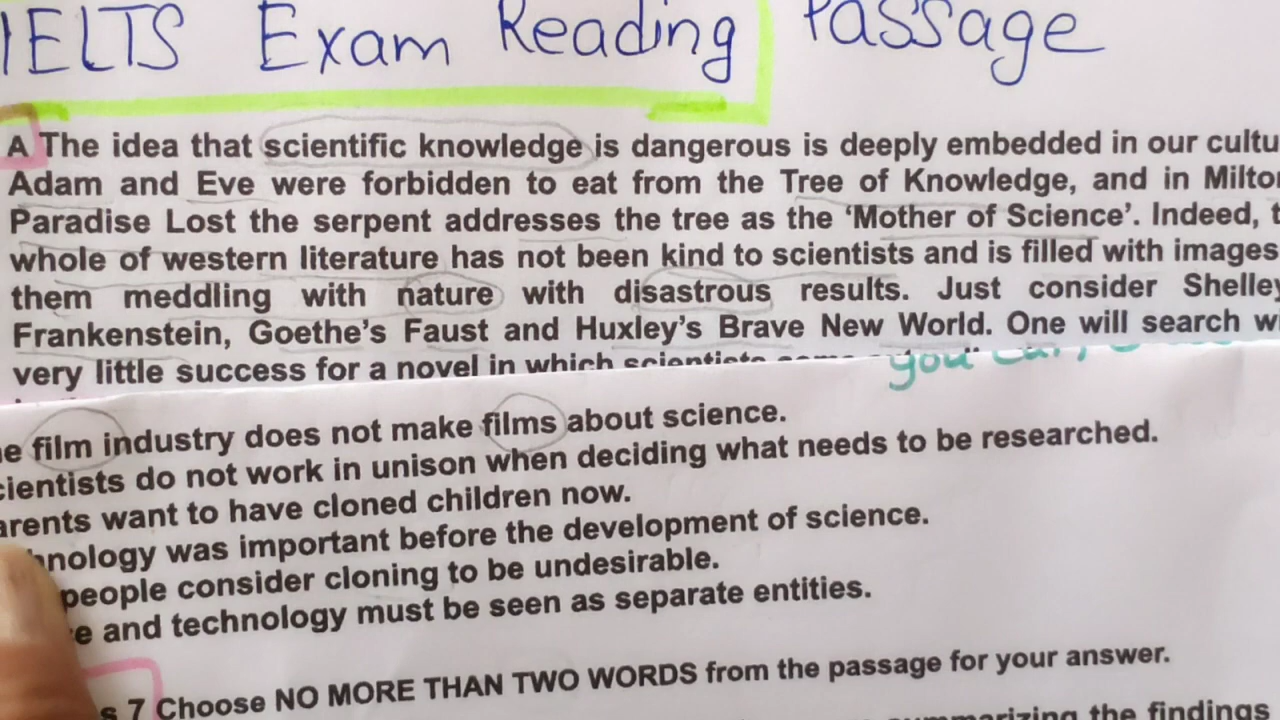 IELTS Exam Reading Passage
A The idea that scientific knowledge is dangerous is deeply embedded in our cultu
Adam and Eve were forbidden to eat from the Tree of Knowledge, and in Milto
Paradise Lost the serpent addresses the tree as the ‘Mother of Science’. Indeed, t
whole of western literature has not been kind to scientists and is filled with images
them meddling with nature with disastrous results. Just consider Shelley
Frankenstein, Goethe’s Faust and Huxley’s Brave New World. One will search wi
very little success for a novel in which scientists
you
e film industry does not make films about science.
cientists do not work in unison when deciding what needs to be researched.
arents want to have cloned children now.
hnology was important before the development of science.
people consider cloning to be undesirable.
e and technology must be seen as separate entities.
s 7 Choose NO MORE THAN TWO WORDS from the passage for your answer.
summarizing the findings